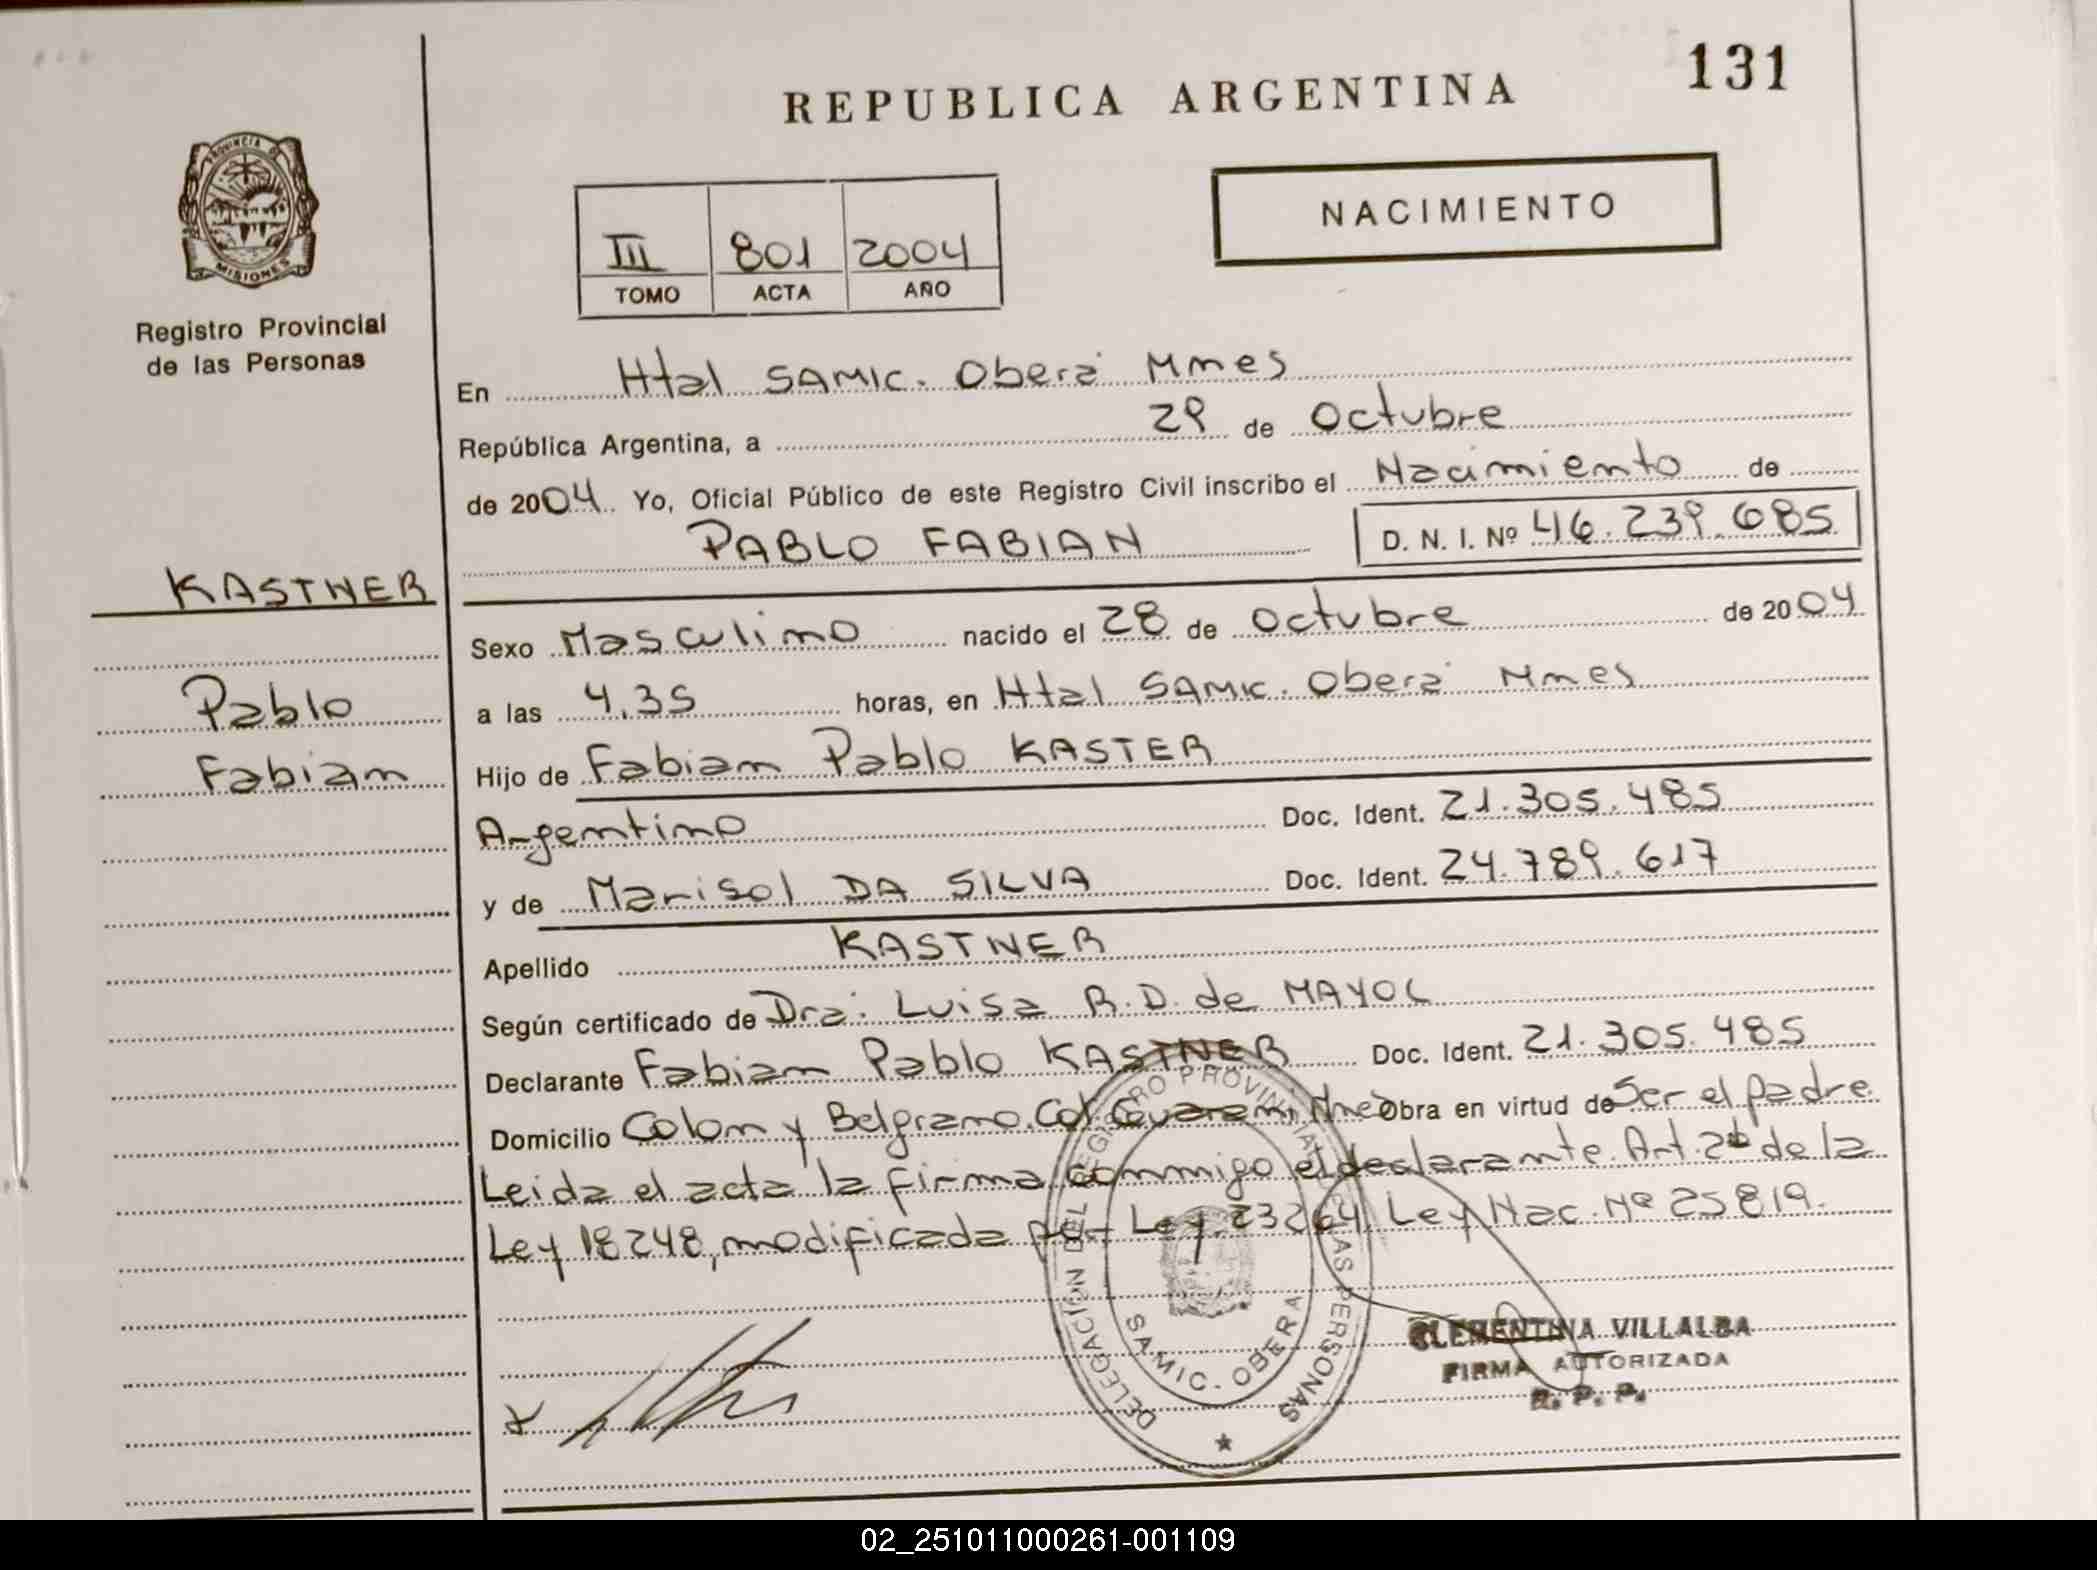 REPUBLICA ARGENTINA
131
PROVINCIA DE
MISIONES
Registro Provincial
de las Personas
III 801 2004
TOMO ACTA AÑO
NACIMIENTO
En Htal SAMIC. Oberá Mnes
República Argentina, a 29 de Octubre
de 2004. Yo, Oficial Público de este Registro Civil inscribo el Nacimiento de
PABLO FABIAN D. N. I. Nº 46.239.685
KASTNER
Pablo
Fabian
Sexo Masculino nacido el 28 de Octubre de 2004
a las 4,35 horas, en Htal SAMIC. Oberá Mnes
Hijo de Fabian Pablo KASTER
Argentino Doc. Ident. 21.305.485
y de Marisol DA SILVA Doc. Ident. 24.789.617
Apellido KASTNER
Según certificado de Dra: Luisa R.D. de MAYOL
Declarante Fabian Pablo KASTNER Doc. Ident. 21.305.485
Domicilio Colon y Belgrano. Col. Mnes Obra en virtud de Ser el padre.
Leida el acta la firma conmigo el declarante. Art. de la
Ley 18248, modificada por Ley. 23264. Ley Nac. Nº 25819.
DELEGACIÓN DEL REGISTRO PROVINCIAL DE LAS PERSONAS
SAMIC. - OBERA
CLEMENTINA VILLALBA
FIRMA AUTORIZADA
R. P. P.
02_251011000261-001109